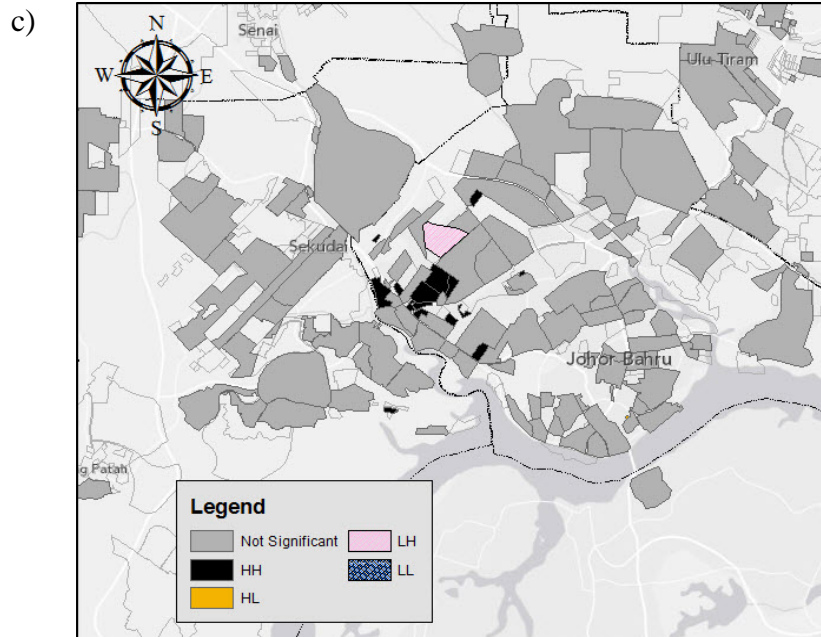 c)
N
W E
S
Senai
Ulu Tiram
Sekudai
Johor Bahru
g Patah
Legend
Not Significant LH
HH LL
HL